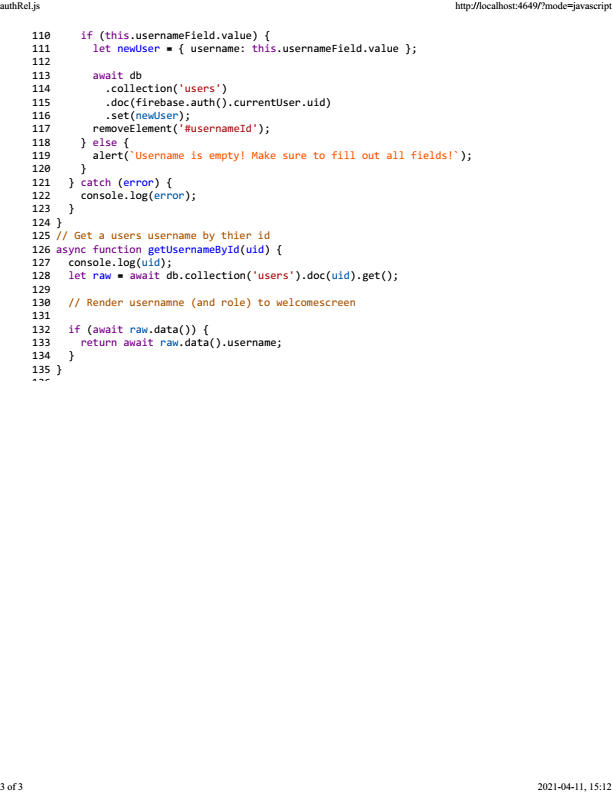 authRel.js
http://localhost:4649/?mode=javascript
110     if (this.usernameField.value) {
111       let newUser = { username: this.usernameField.value };
112
113       await db
114         .collection('users')
115         .doc(firebase.auth().currentUser.uid)
116         .set(newUser);
117       removeElement('#usernameId');
118     } else {
119       alert(`Username is empty! Make sure to fill out all fields!`);
120     }
121   } catch (error) {
122     console.log(error);
123   }
124 }
125 // Get a users username by thier id
126 async function getUsernameById(uid) {
127   console.log(uid);
128   let raw = await db.collection('users').doc(uid).get();
129
130   // Render usernamne (and role) to welcomescreen
131
132   if (await raw.data()) {
133     return await raw.data().username;
134   }
135 }
3 of 3
2021-04-11, 15:12